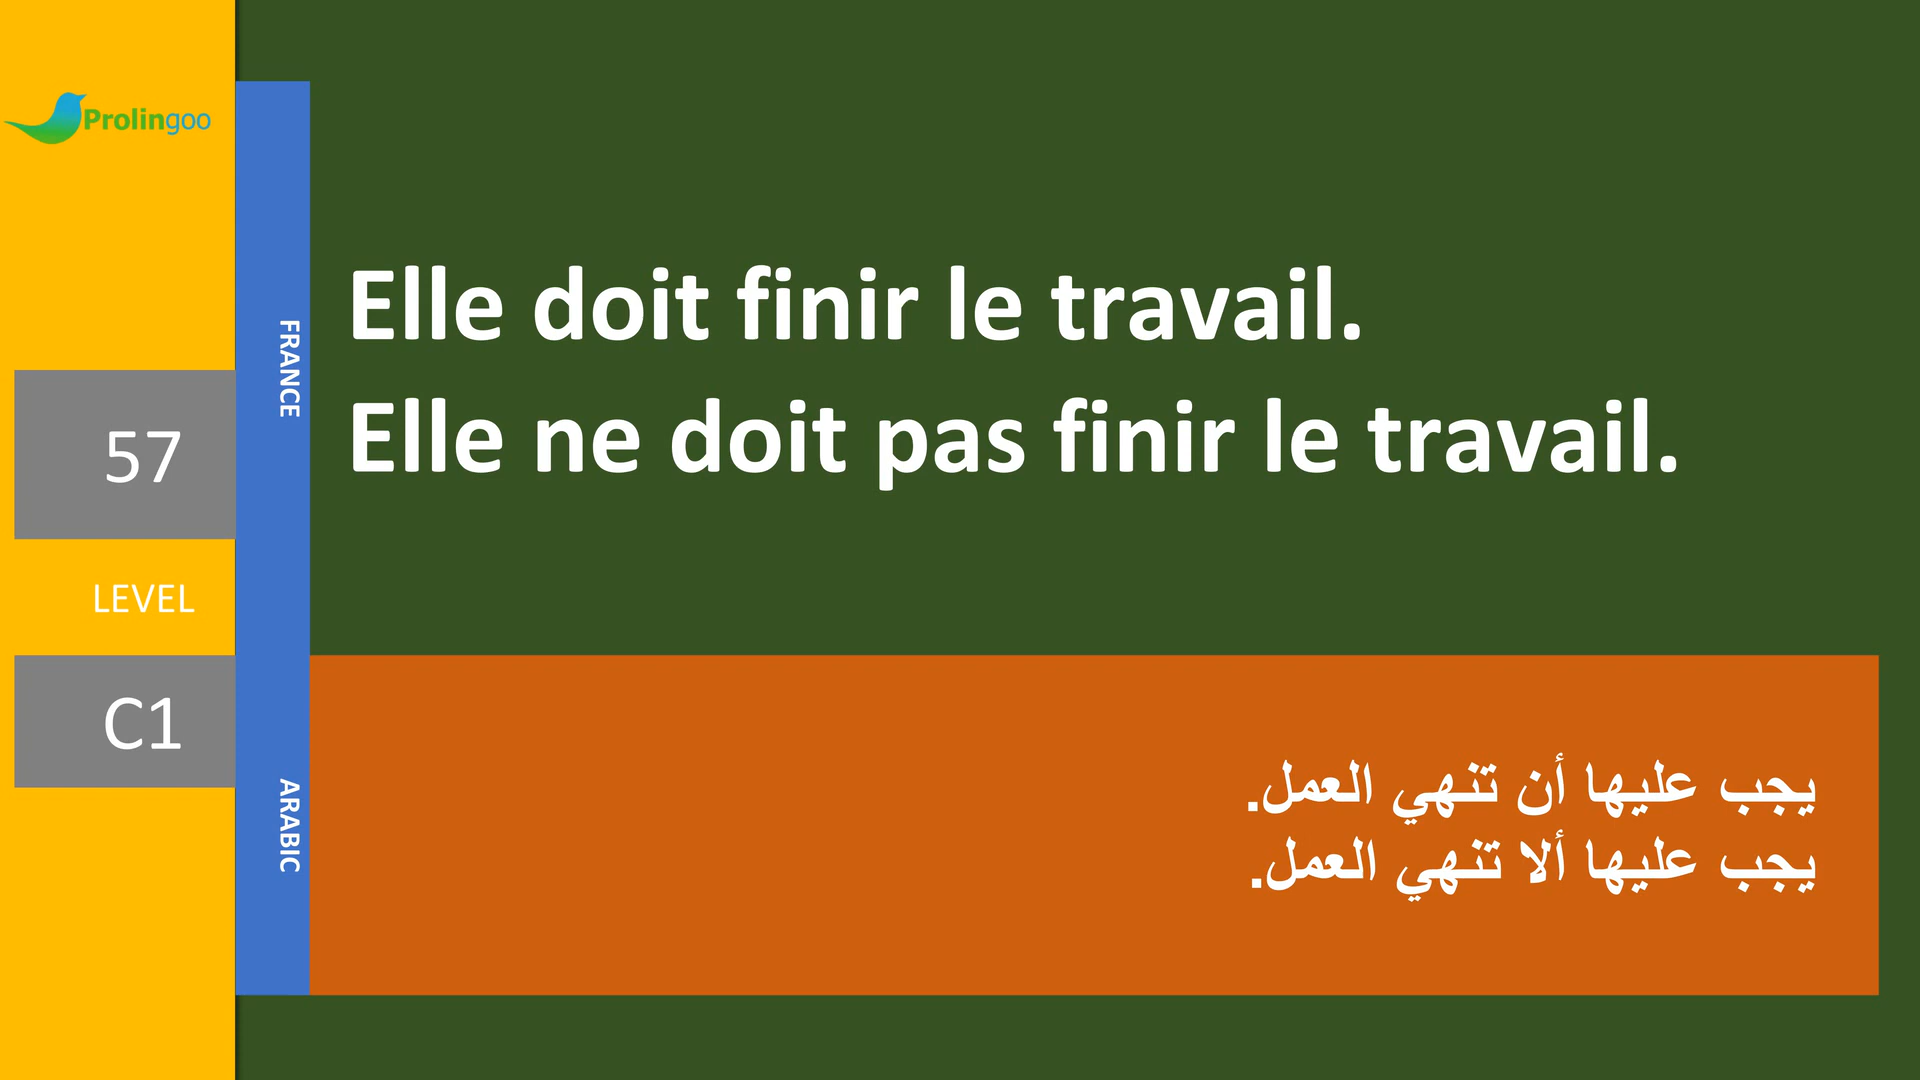 Prolingoo
FRANCE
Elle doit finir le travail.
Elle ne doit pas finir le travail.
57
LEVEL
C1
ARABIC
يجب عليها أن تنهي العمل.
يجب عليها ألا تنهي العمل.